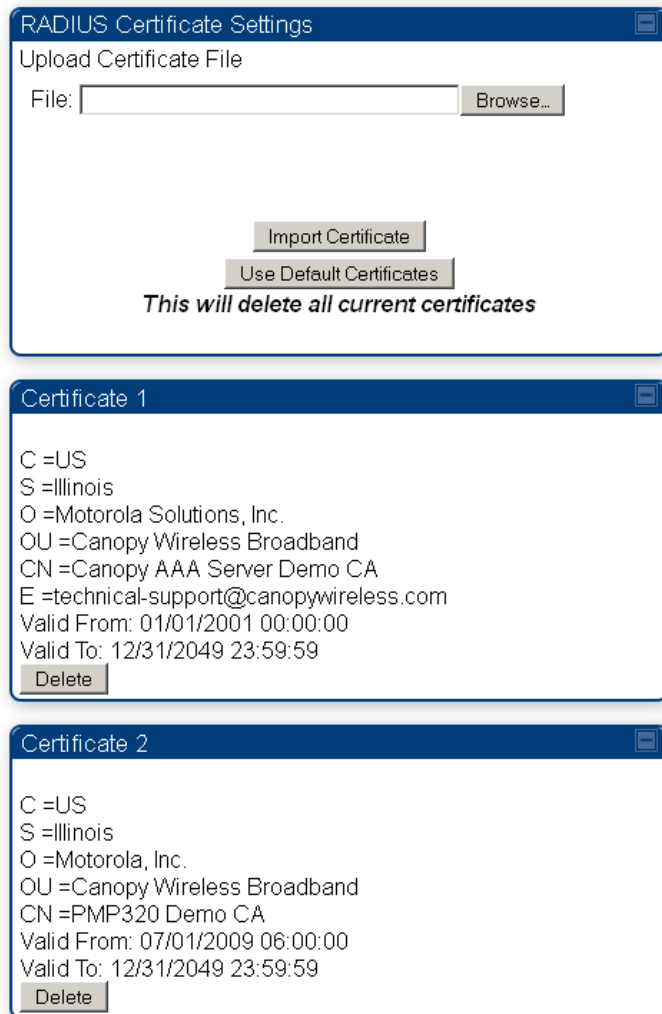 RADIUS Certificate Settings
Upload Certificate File
File: Browse...
Import Certificate
Use Default Certificates
This will delete all current certificates
Certificate 1
C =US
S =Illinois
O =Motorola Solutions, Inc.
OU =Canopy Wireless Broadband
CN =Canopy AAA Server Demo CA
E =technical-support@canopywireless.com
Valid From: 01/01/2001 00:00:00
Valid To: 12/31/2049 23:59:59
Delete
Certificate 2
C =US
S =Illinois
O =Motorola, Inc.
OU =Canopy Wireless Broadband
CN =PMP320 Demo CA
Valid From: 07/01/2009 06:00:00
Valid To: 12/31/2049 23:59:59
Delete